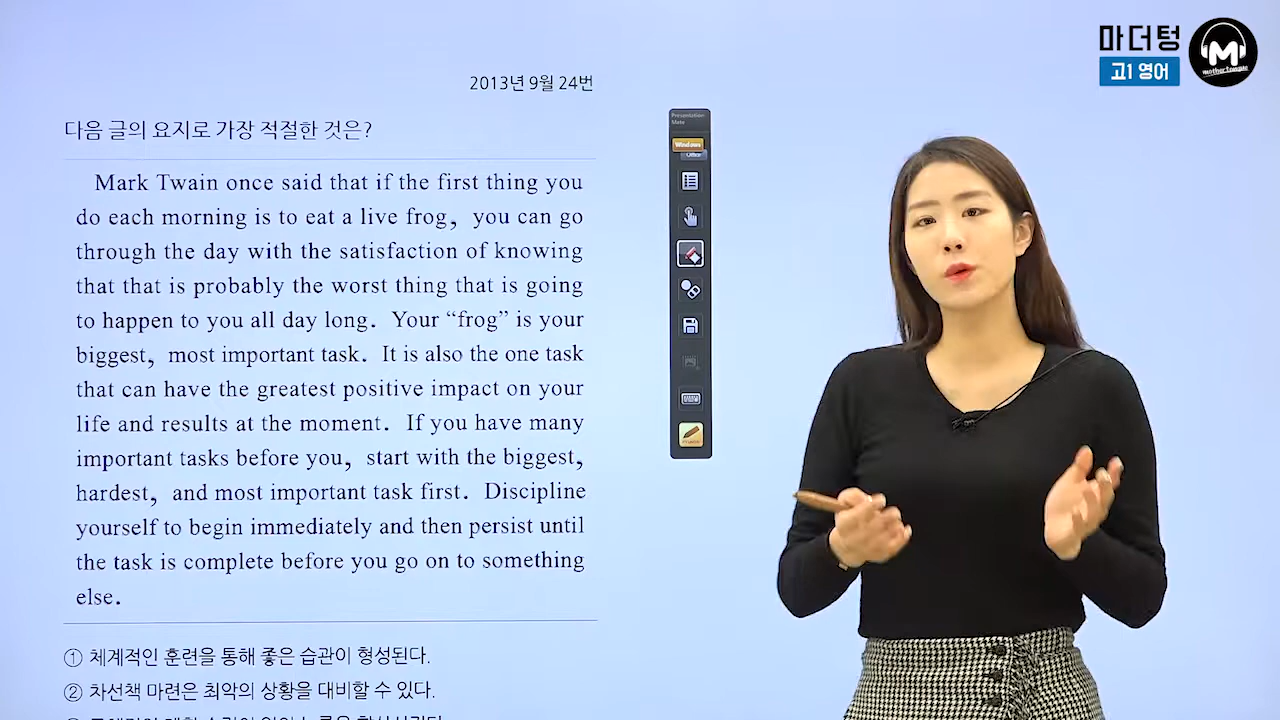 마더텅
고1 영어
mother tongue
2013년 9월 24번
다음 글의 요지로 가장 적절한 것은?
Presentation
Mate
Windows
Office
Mark Twain once said that if the first thing you
do each morning is to eat a live frog, you can go
through the day with the satisfaction of knowing
that that is probably the worst thing that is going
to happen to you all day long. Your “frog” is your
biggest, most important task. It is also the one task
that can have the greatest positive impact on your
life and results at the moment. If you have many
important tasks before you, start with the biggest,
hardest, and most important task first. Discipline
yourself to begin immediately and then persist until
the task is complete before you go on to something
else.
① 체계적인 훈련을 통해 좋은 습관이 형성된다.
② 차선책 마련은 최악의 상황을 대비할 수 있다.